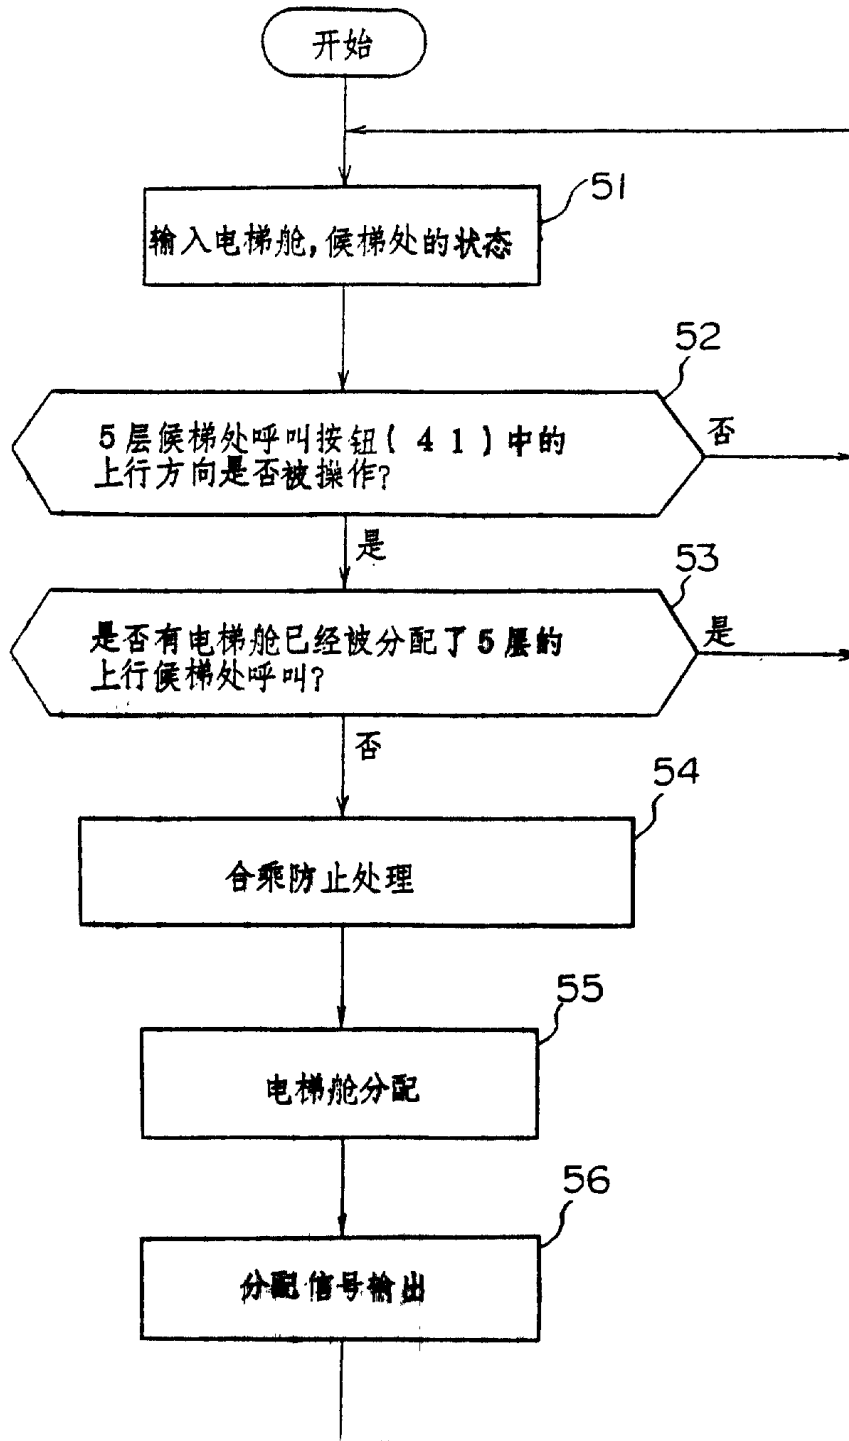 开始
51
输入电梯舱,候梯处的状态
52
5层候梯处呼叫按钮(41)中的
上行方向是否被操作?
否
是
53
是否有电梯舱已经被分配了5层的
上行候梯处呼叫?
是
否
54
合乘防止处理
55
电梯舱分配
56
分配信号输出